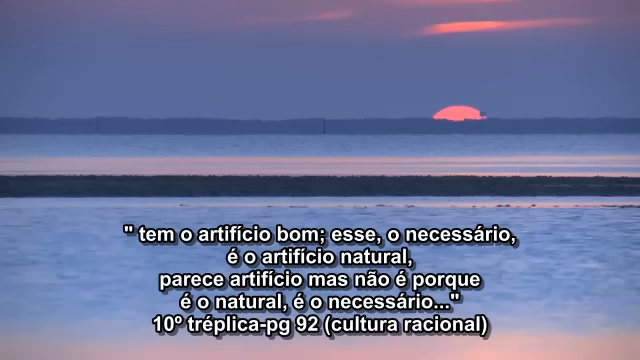 " tem o artifício bom; esse, o necessário,
é o artifício natural,
parece artifício mas não é porque
é o natural, é o necessário..."
10º tréplica-pg 92 (cultura racional)